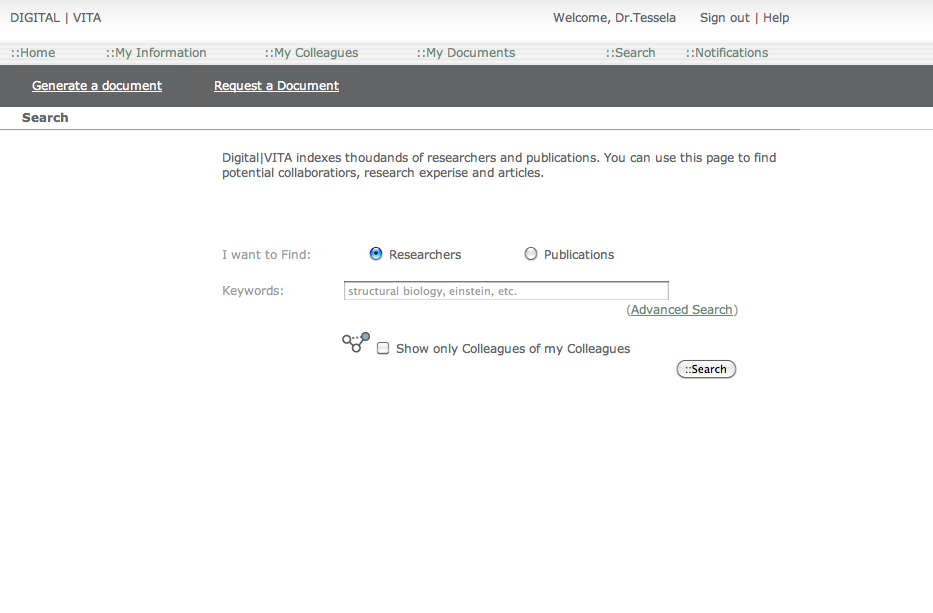 DIGITAL | VITA
Welcome, Dr.Tessela Sign out | Help
::Home ::My Information ::My Colleagues ::My Documents ::Search ::Notifications
Generate a document Request a Document
Search
Digital|VITA indexes thoudands of researchers and publications. You can use this page to find
potential collaboratiors, research experise and articles.
I want to Find: Researchers Publications
Keywords: structural biology, einstein, etc.
(Advanced Search)
Show only Colleagues of my Colleagues
::Search